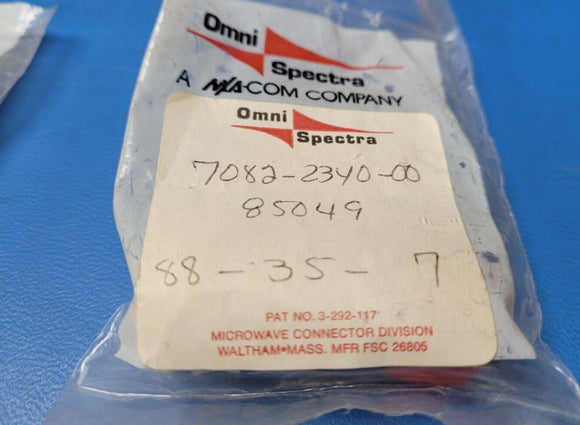 Omni
Spectra
A M/A-COM COMPANY
Omni
Spectra
7082-2340-00
85049
88-35-7
PAT NO. 3-292-117
MICROWAVE CONNECTOR DIVISION
WALTHAM•MASS. MFR FSC 26805